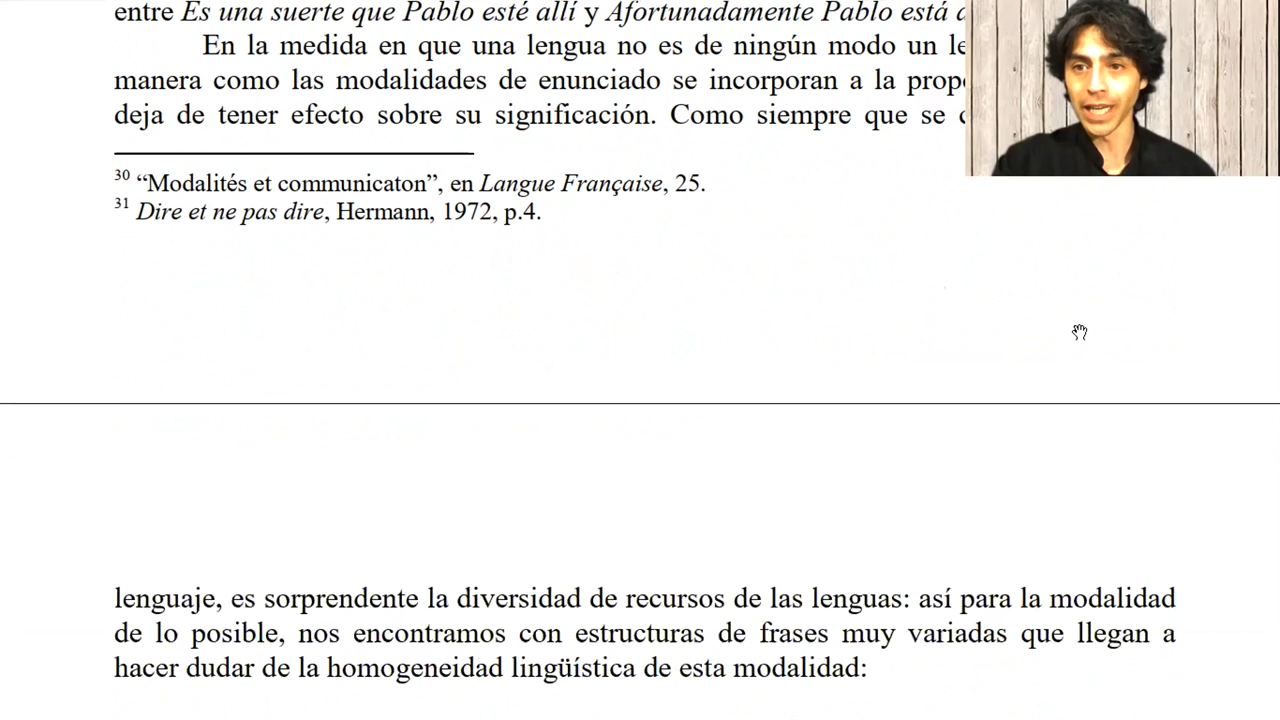 entre Es una suerte que Pablo esté allí y Afortunadamente Pablo está
En la medida en que una lengua no es de ningún modo un
manera como las modalidades de enunciado se incorporan a la
deja de tener efecto sobre su significación. Como siempre que se
30 “Modalités et communicaton”, en Langue Française, 25.
31 Dire et ne pas dire, Hermann, 1972, p.4.
lenguaje, es sorprendente la diversidad de recursos de las lenguas: así para la modalidad
de lo posible, nos encontramos con estructuras de frases muy variadas que llegan a
hacer dudar de la homogeneidad lingüística de esta modalidad: